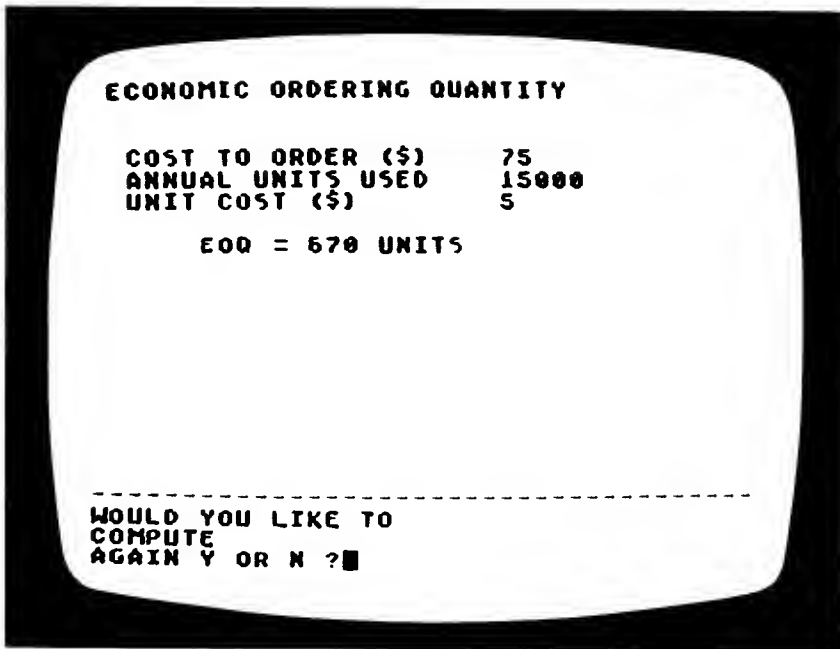 ECONOMIC ORDERING QUANTITY
COST TO ORDER ($) 75
ANNUAL UNITS USED 15000
UNIT COST ($) 5
EOQ = 670 UNITS
WOULD YOU LIKE TO
COMPUTE
AGAIN Y OR N ?